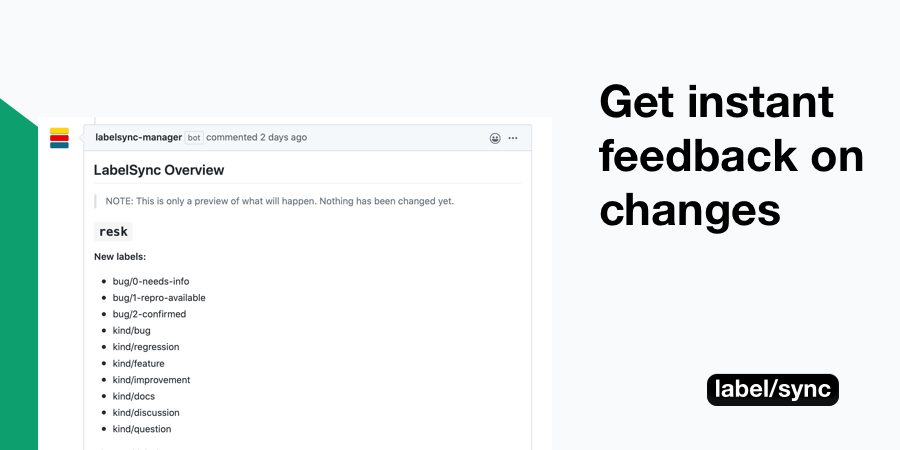 labelsync-manager bot commented 2 days ago
LabelSync Overview
NOTE: This is only a preview of what will happen. Nothing has been changed yet.
resk
New labels:
bug/0-needs-info
bug/1-repro-available
bug/2-confirmed
kind/bug
kind/regression
kind/feature
kind/improvement
kind/docs
kind/discussion
kind/question
Get instant
feedback on
changes
label/sync